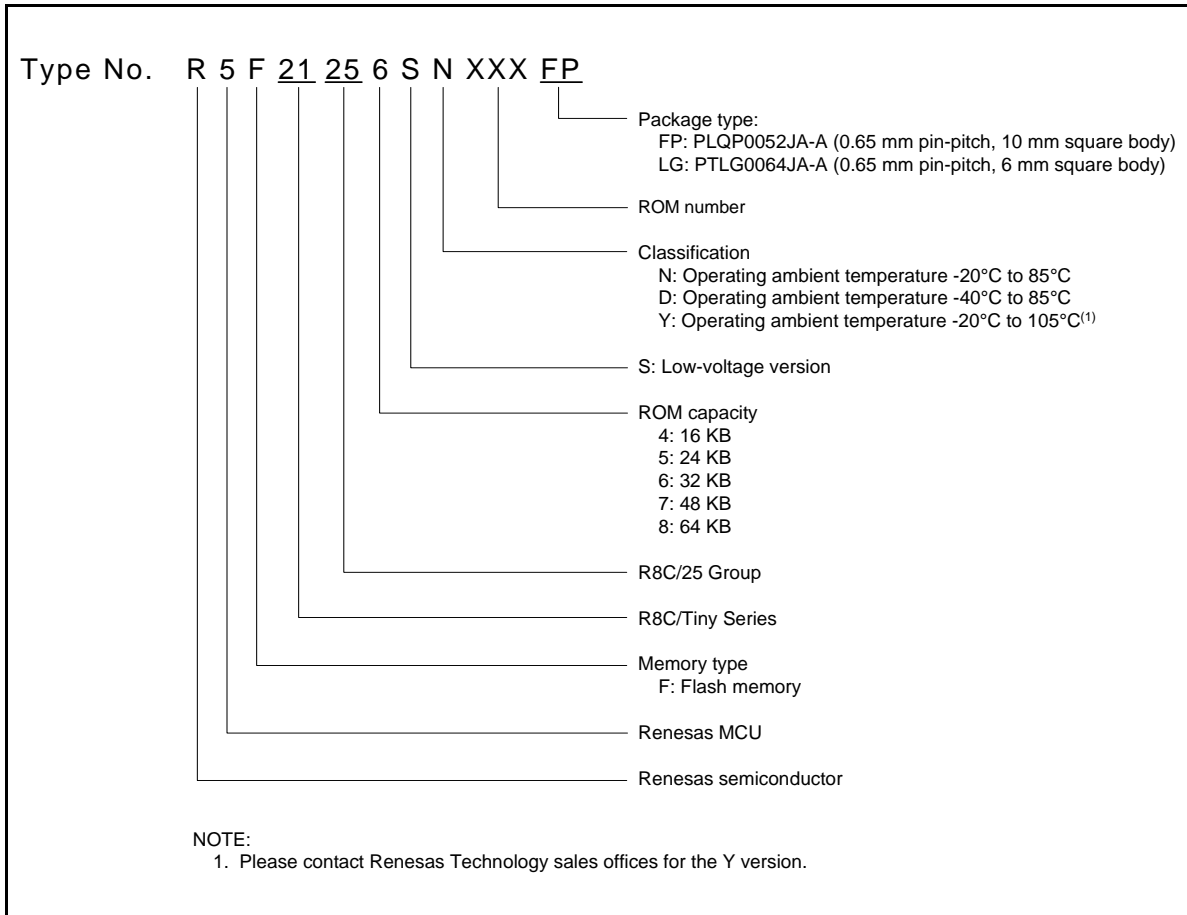 Type No. R 5 F 21 25 6 S N XXX FP
Package type:
FP: PLQP0052JA-A (0.65 mm pin-pitch, 10 mm square body)
LG: PTLG0064JA-A (0.65 mm pin-pitch, 6 mm square body)
ROM number
Classification
N: Operating ambient temperature -20°C to 85°C
D: Operating ambient temperature -40°C to 85°C
Y: Operating ambient temperature -20°C to 105°C(1)
S: Low-voltage version
ROM capacity
4: 16 KB
5: 24 KB
6: 32 KB
7: 48 KB
8: 64 KB
R8C/25 Group
R8C/Tiny Series
Memory type
F: Flash memory
Renesas MCU
Renesas semiconductor
NOTE:
1. Please contact Renesas Technology sales offices for the Y version.